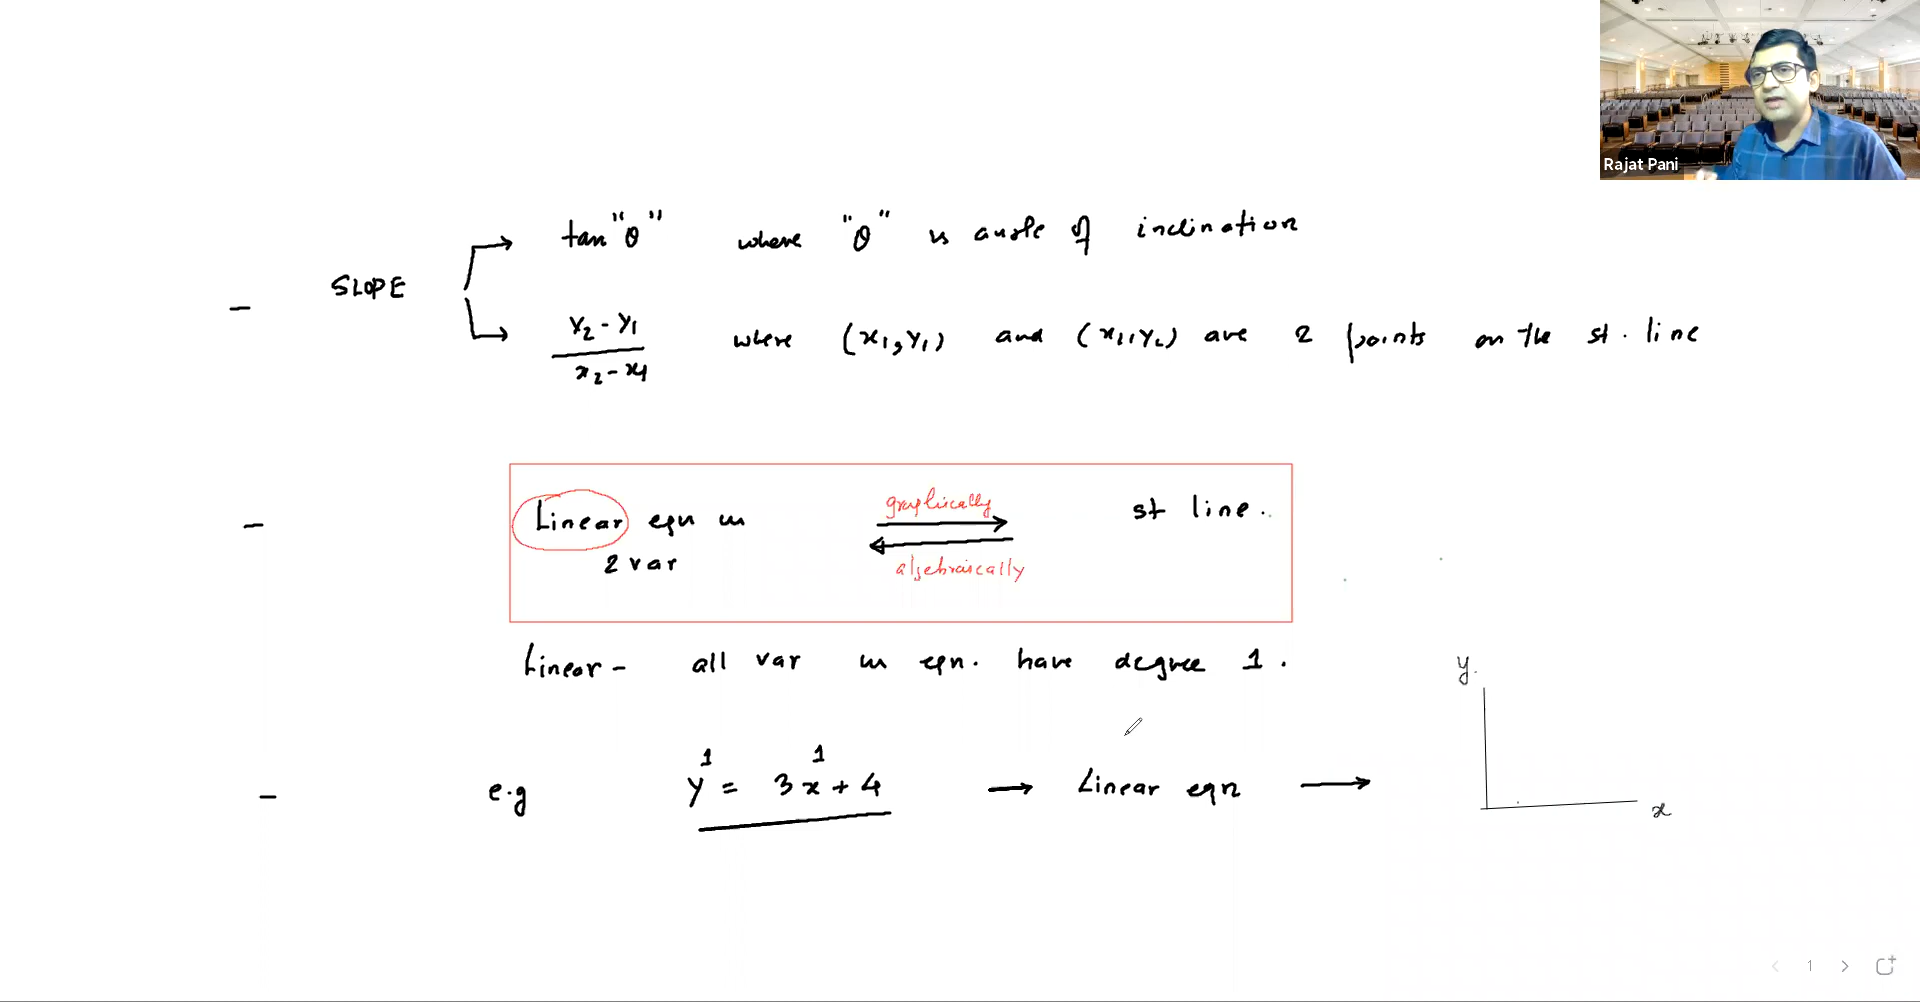 Rajat Pani
SLOPE
tan "θ" where "θ" is angle of inclination
y₂ - y₁
x₂ - x₁
where (x₁, y₁) and (x₂, y₂) are 2 points on the st. line
Linear eqn in
2 var
graphically
algebraically
st line.
Linear - all var in eqn. have degree 1.
1 1
e.g y = 3x + 4 → Linear eqn →
y
x
1